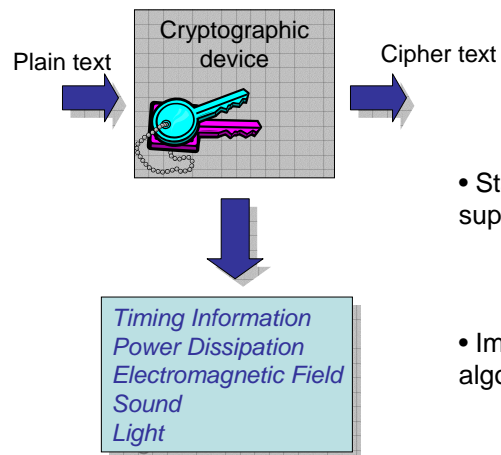 Cryptographic
device
Plain text
Cipher text
• St
sup
Timing Information
Power Dissipation
Electromagnetic Field
Sound
Light
• Im
algo